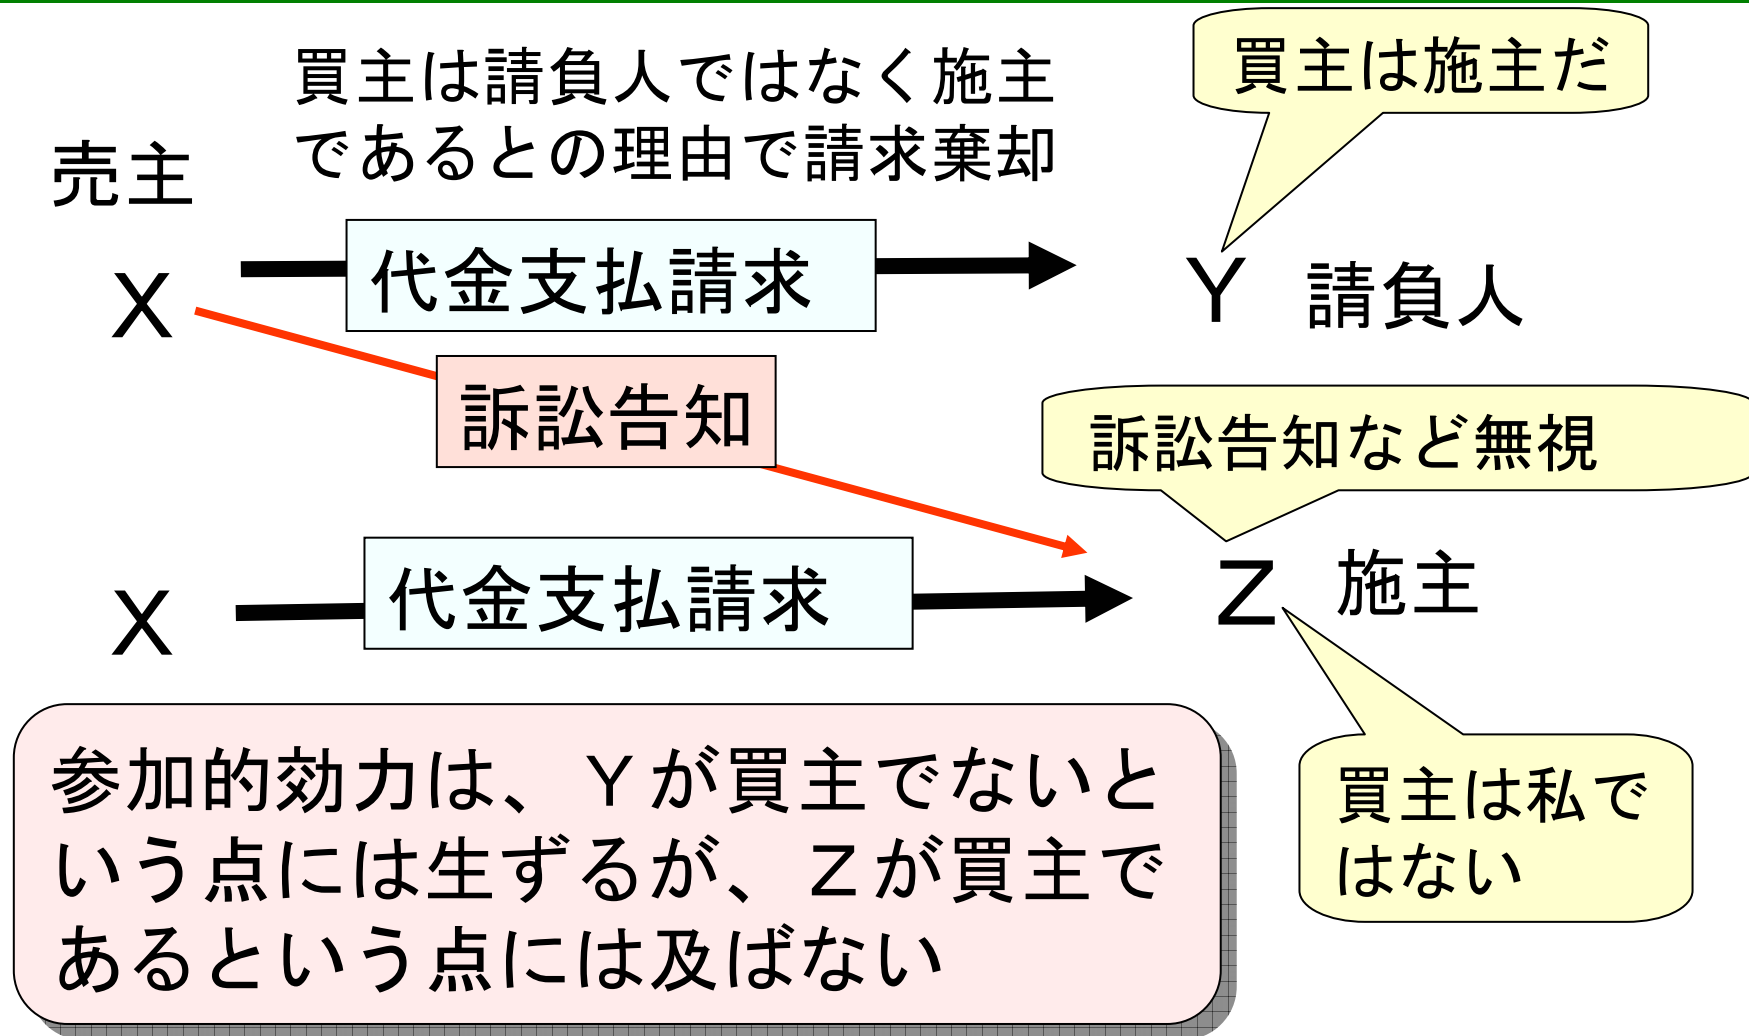 買主は請負人ではなく施主
であるとの理由で請求棄却
買主は施主だ
売主
X
代金支払請求
Y 請負人
訴訟告知
訴訟告知など無視
X
代金支払請求
Z 施主
買主は私で
はない
参加的効力は、Yが買主でないと
いう点には生ずるが、Zが買主で
あるという点には及ばない